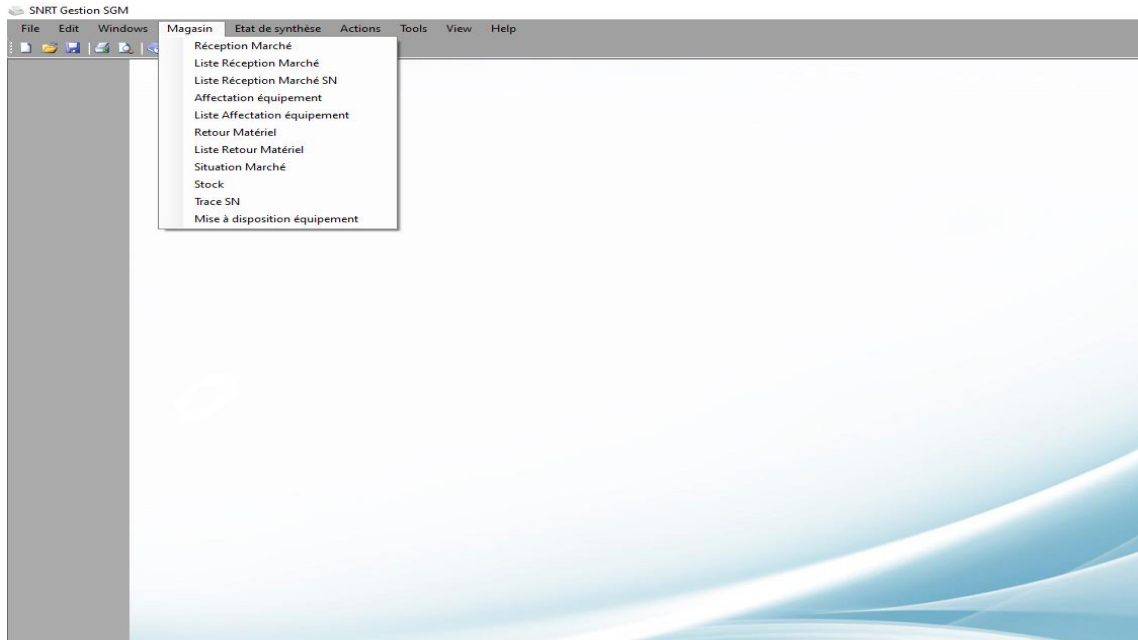 SNRT Gestion SGM
File Edit Windows Magasin Etat de synthèse Actions Tools View Help
Réception Marché
Liste Réception Marché
Liste Réception Marché SN
Affectation équipement
Liste Affectation équipement
Retour Matériel
Liste Retour Matériel
Situation Marché
Stock
Trace SN
Mise à disposition équipement